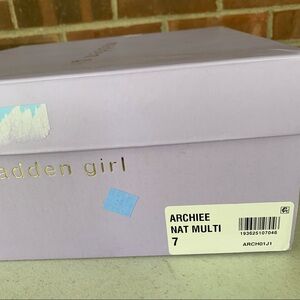 adden girl
ARCHIEE
NAT MULTI
7
193625107046
ARCH01J1